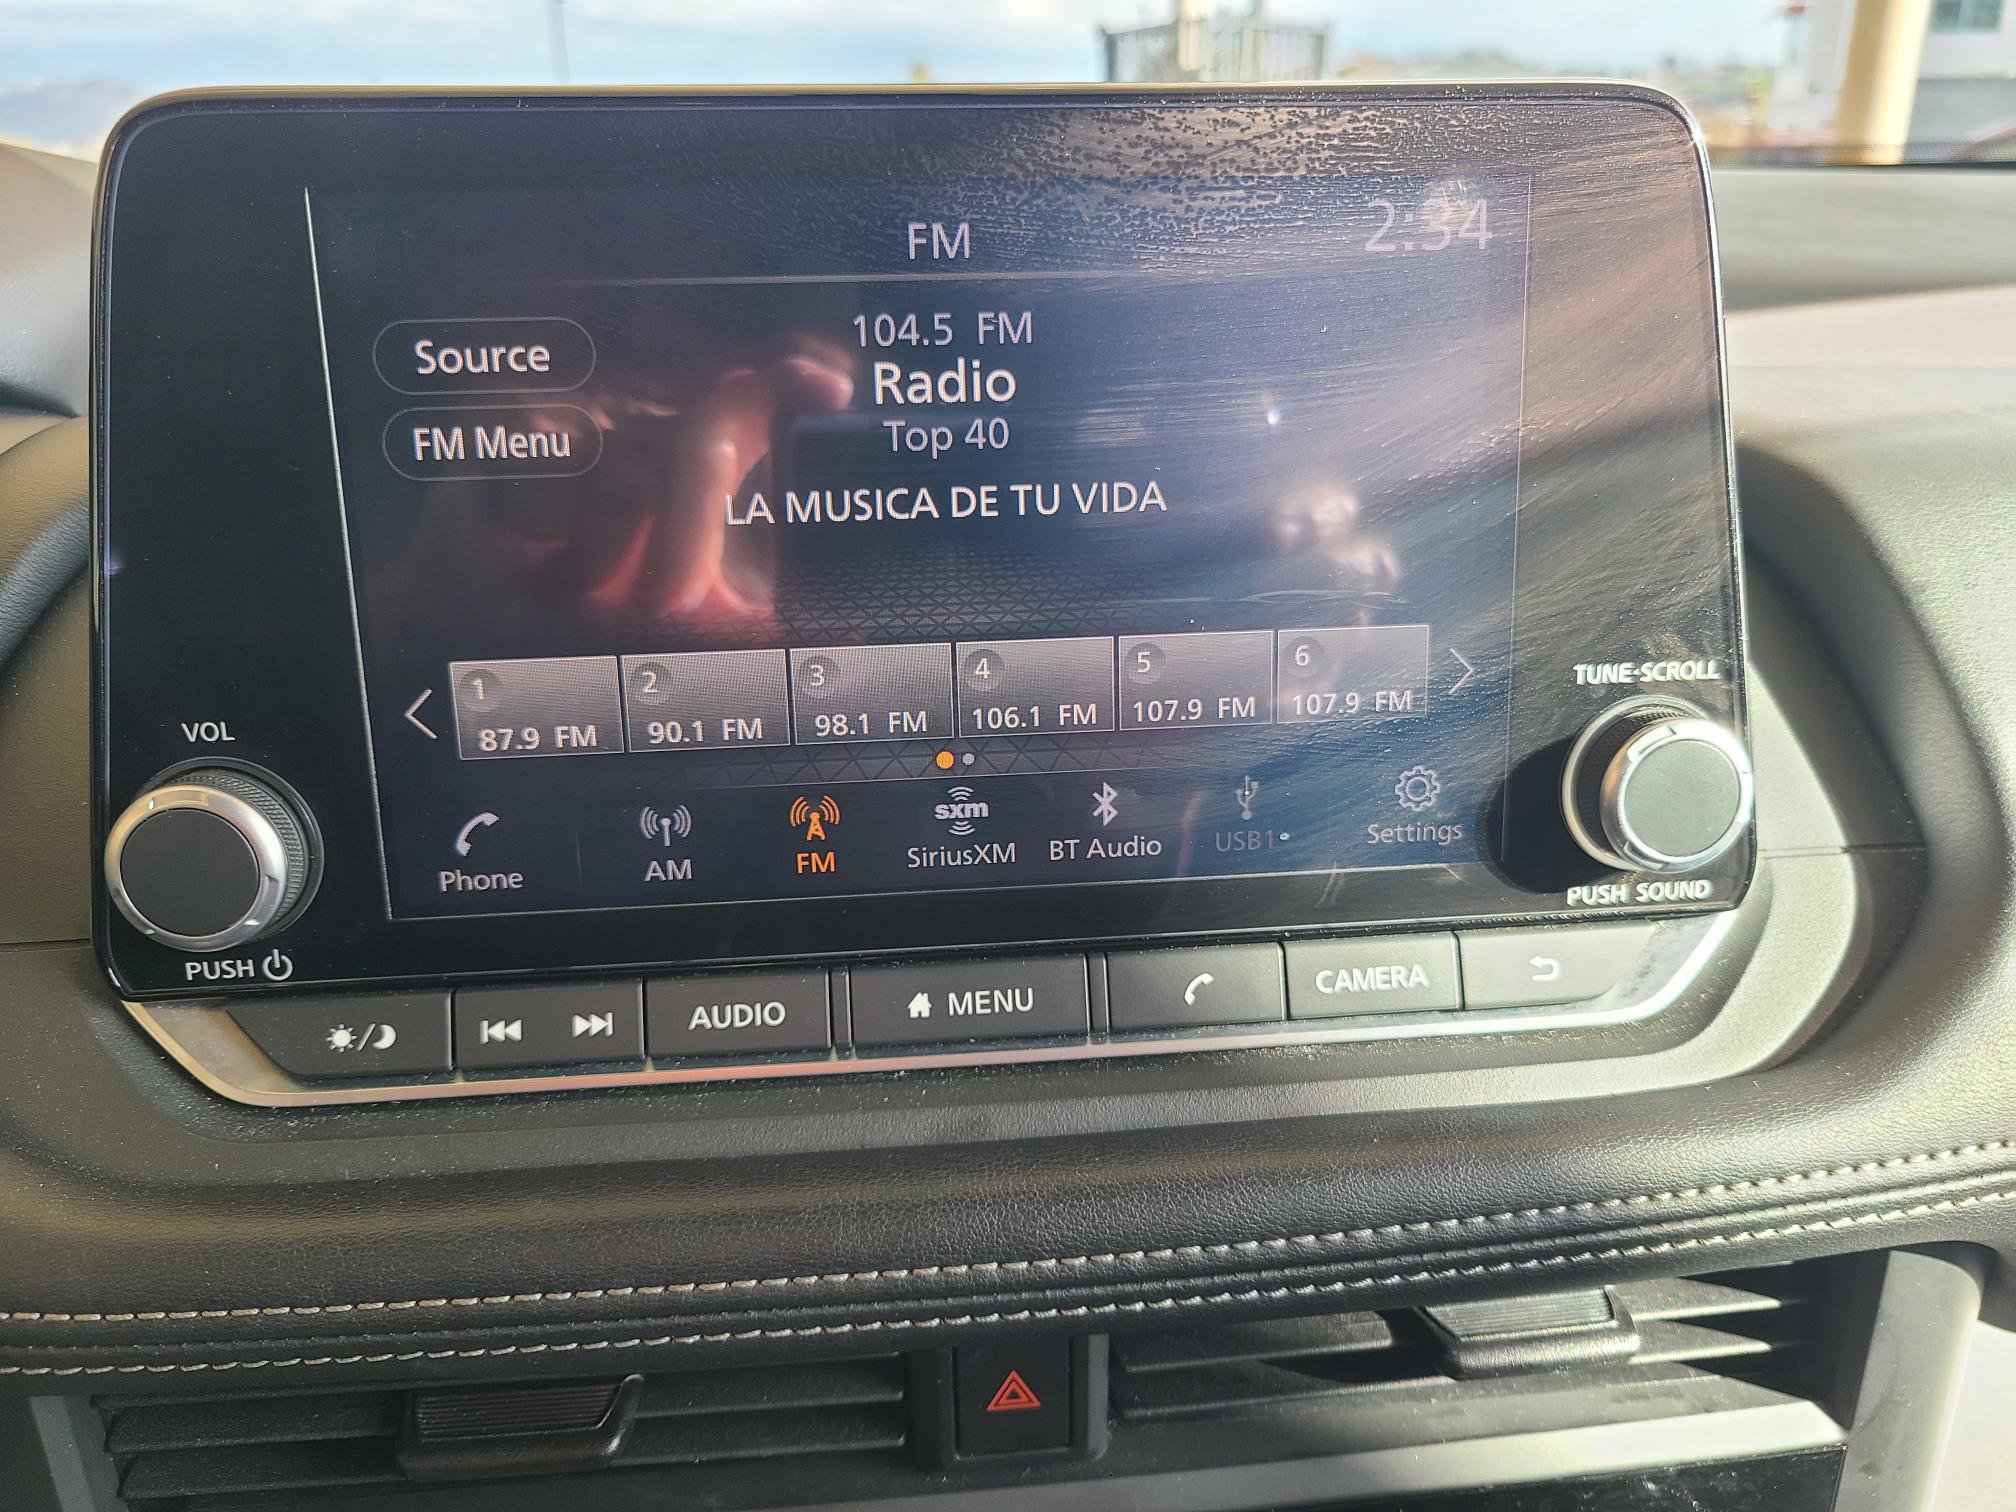 FM
2:34
104.5 FM
Source
Radio
FM Menu
Top 40
LA MUSICA DE TU VIDA
1
87.9 FM
2
90.1 FM
3
98.1 FM
4
106.1 FM
5
107.9 FM
6
107.9 FM
TUNE·SCROLL
VOL
Phone
AM
FM
sxm
SiriusXM
BT Audio
USB1
Settings
PUSH SOUND
PUSH
AUDIO
MENU
CAMERA